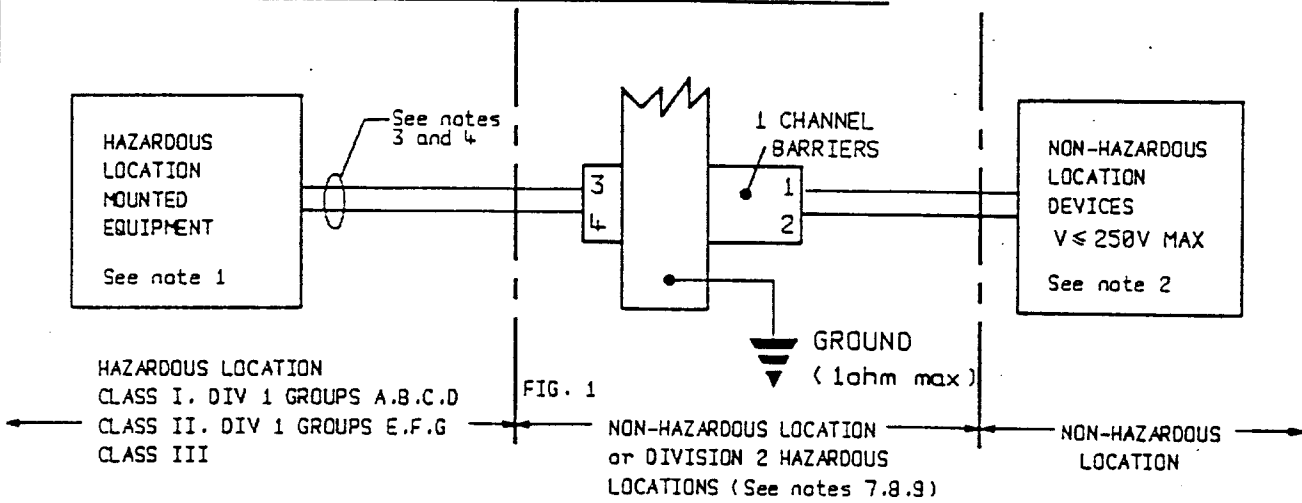 HAZARDOUS
LOCATION
MOUNTED
EQUIPMENT
See note 1
See notes
3 and 4
3
4
1 CHANNEL
BARRIERS
1
2
NON-HAZARDOUS
LOCATION
DEVICES
V ≤ 250V MAX
See note 2
GROUND
(1ohm max)
HAZARDOUS LOCATION
CLASS I. DIV 1 GROUPS A.B.C.D
CLASS II. DIV 1 GROUPS E.F.G
CLASS III
FIG. 1
NON-HAZARDOUS LOCATION
or DIVISION 2 HAZARDOUS
LOCATIONS (See notes 7.8.9)
NON-HAZARDOUS
LOCATION